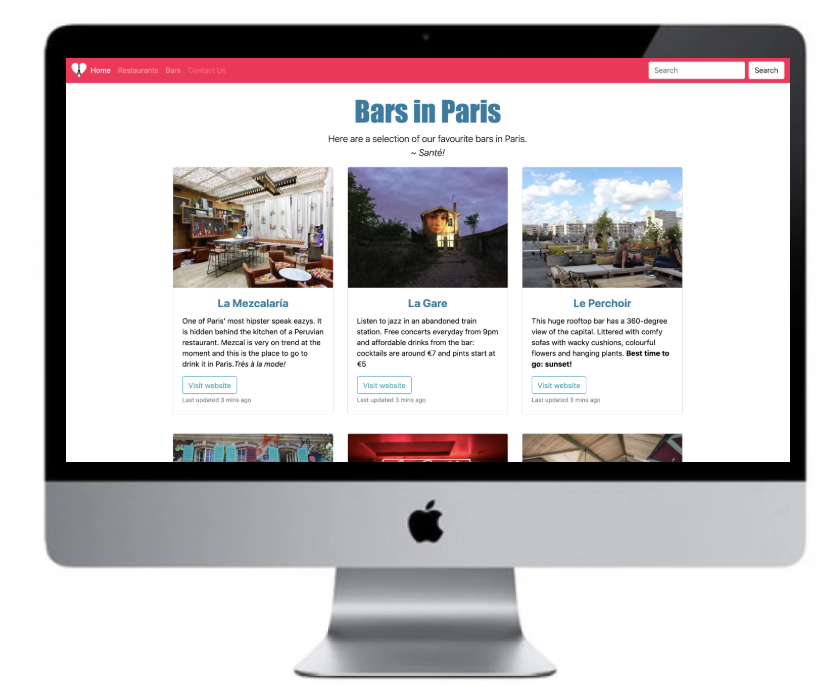 Home Restaurants Bars Contact Us
Search Search
Bars in Paris
Here are a selection of our favourite bars in Paris.
~ Santé!
La Mezcalaría
One of Paris' most hipster speak eazys. It
is hidden behind the kitchen of a Peruvian
restaurant. Mezcal is very on trend at the
moment and this is the place to go to
drink it in Paris.Très à la mode!
Visit website
Last updated 3 mins ago
La Gare
Listen to jazz in an abandoned train
station. Free concerts everyday from 9pm
and affordable drinks from the bar:
cocktails are around €7 and pints start at
€5
Visit website
Last updated 3 mins ago
Le Perchoir
This huge rooftop bar has a 360-degree
view of the capital. Littered with comfy
sofas with wacky cushions, colourful
flowers and hanging plants. Best time to
go: sunset!
Visit website
Last updated 3 mins ago